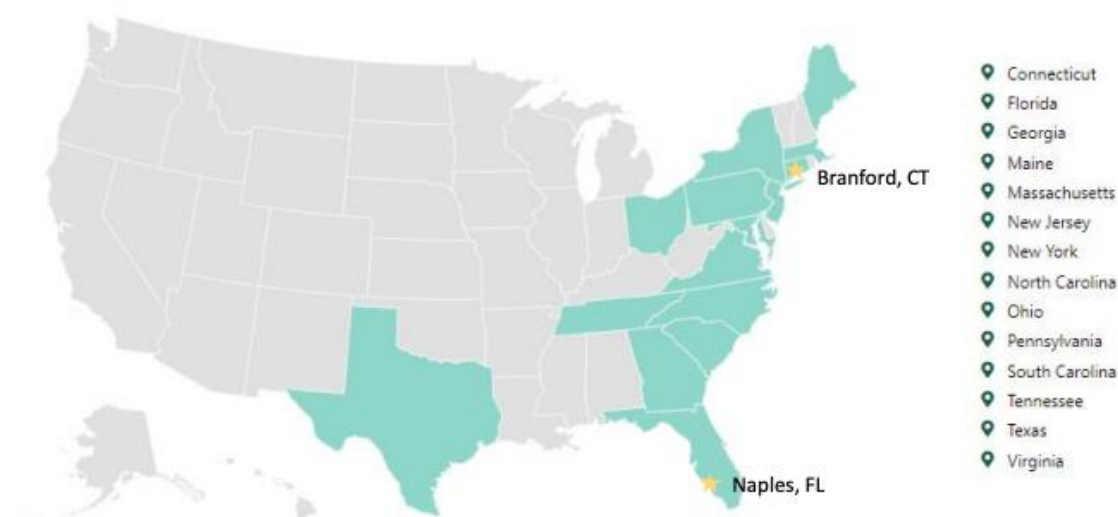 Connecticut
Florida
Georgia
Maine
Massachusetts
New Jersey
New York
North Carolina
Ohio
Pennsylvania
South Carolina
Tennessee
Texas
Virginia
Branford, CT
Naples, FL